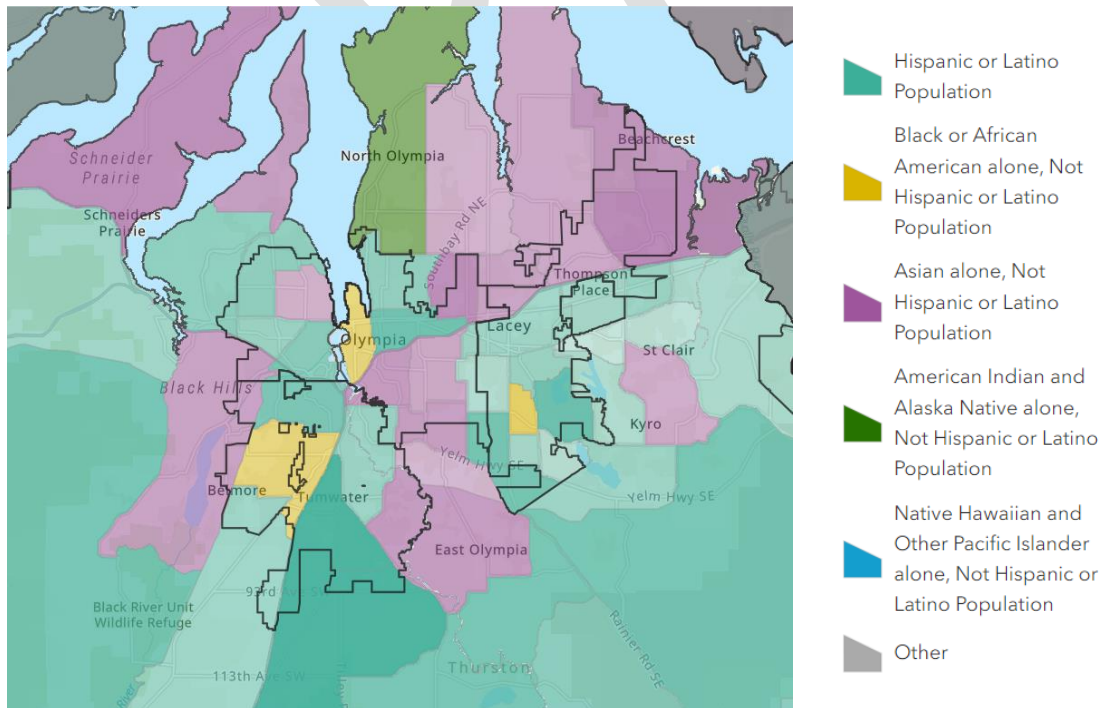 Schneider
Prairie
Schneiders
Prairie
North Olympia
Beachcrest
Southbay Rd NE
Thompson
Place
Lacey
Olympia
St Clair
Black Hills
Kyro
Yelm Hwy SE
Belmore
Tumwater
Yelm Hwy SE
East Olympia
93rd Ave SW
Black River Unit
Wildlife Refuge
Rainier Rd SE
Thurston
113th Ave SW
River
Hispanic or Latino
Population
Black or African
American alone, Not
Hispanic or Latino
Population
Asian alone, Not
Hispanic or Latino
Population
American Indian and
Alaska Native alone,
Not Hispanic or Latino
Population
Native Hawaiian and
Other Pacific Islander
alone, Not Hispanic or
Latino Population
Other